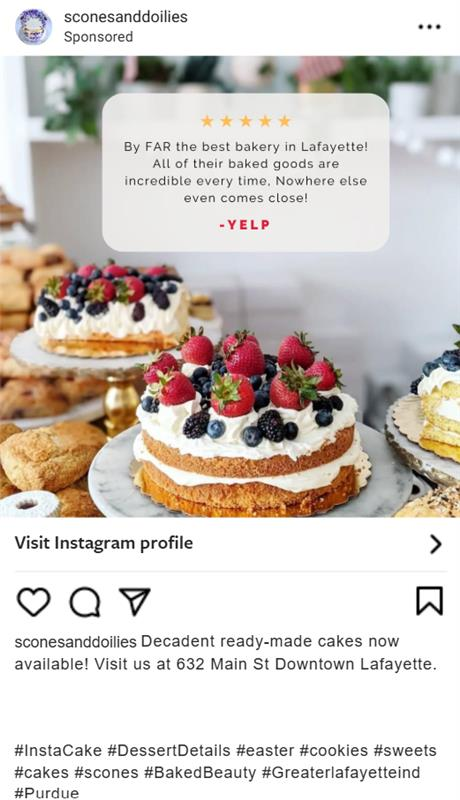 sconesanddoilies
Sponsored
By FAR the best bakery in Lafayette!
All of their baked goods are
incredible every time, Nowhere else
even comes close!
-YELP
Visit Instagram profile
sconesanddoilies Decadent ready-made cakes now
available! Visit us at 632 Main St Downtown Lafayette.
#InstaCake #DessertDetails #easter #cookies #sweets
#cakes #scones #BakedBeauty #Greaterlafayetteind
#Purdue